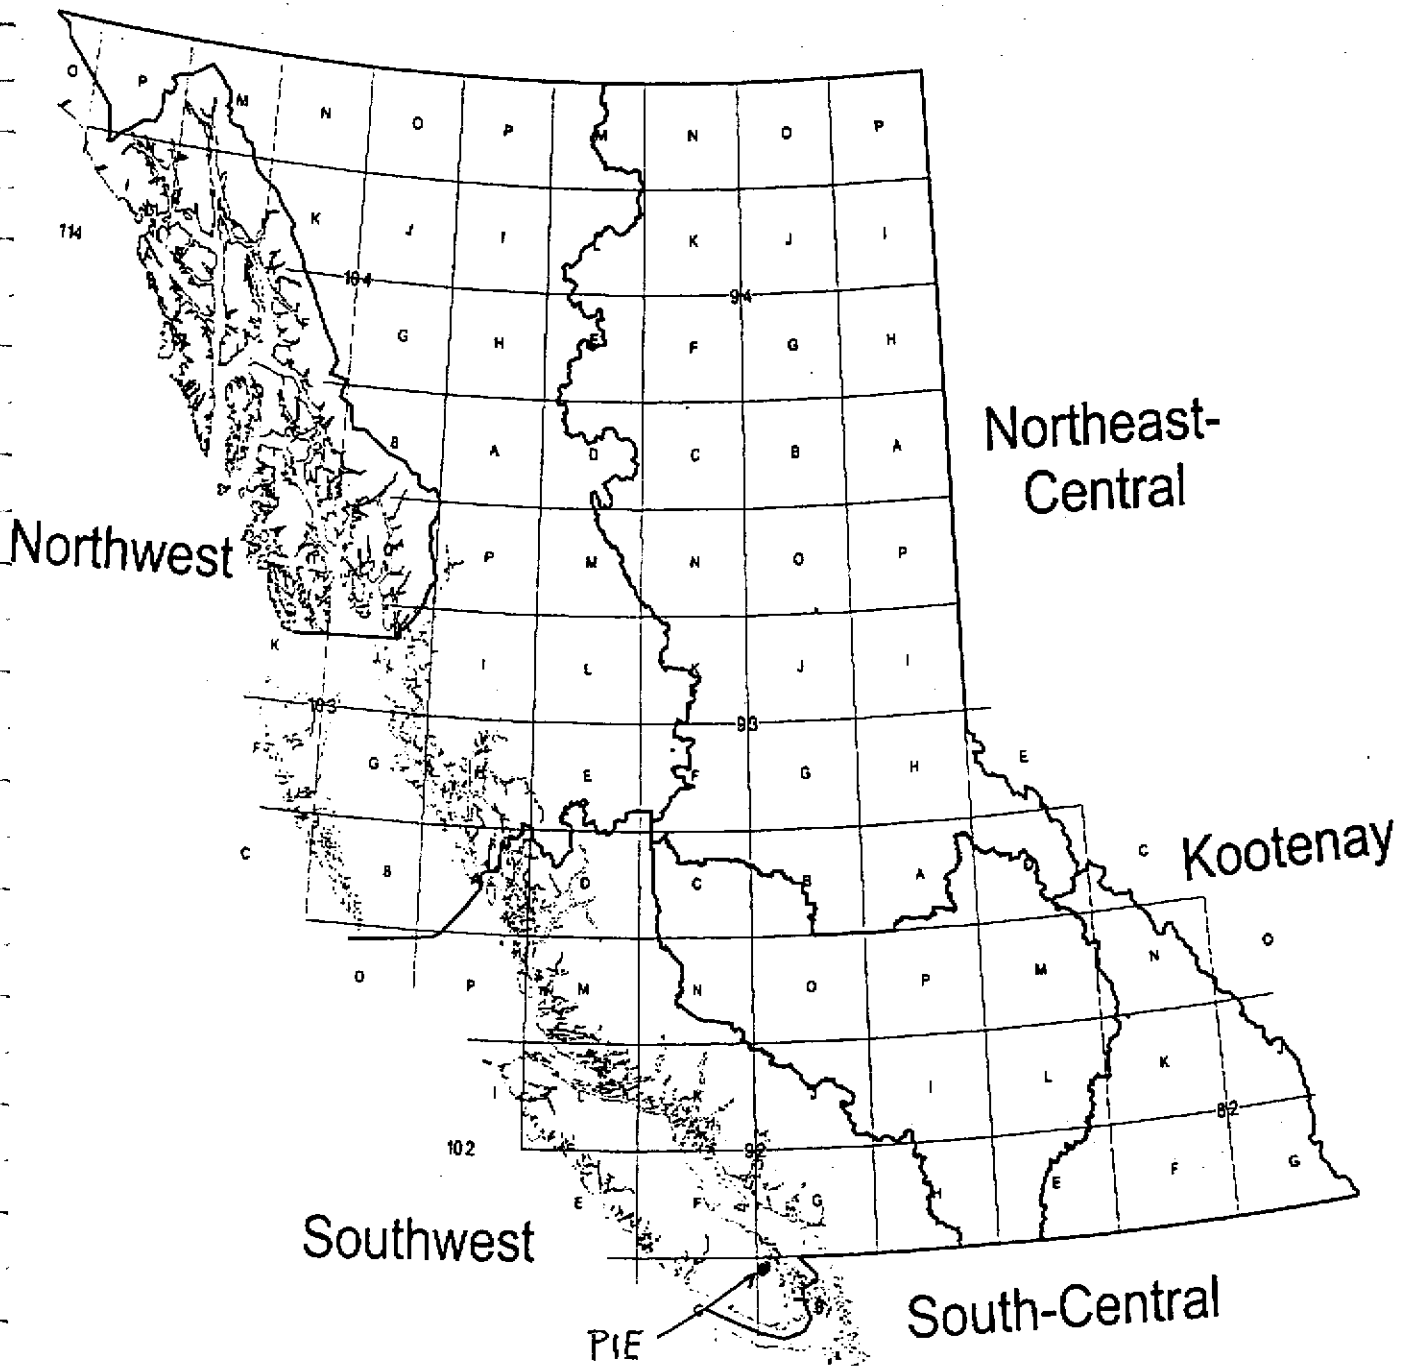 O P M N O P M N O P
114 K J I L K J I
104 94
G H E F G H
Northeast-
Central
B A D C B A
Northwest
P M N O P
K J I L K J I
103 93
F G H E F G H E
Kootenay
C B A D C B A D C
O P M N O P M N O
I L K J I L K J
82
102 92
E F G H E F G
Southwest
South-Central
C B
PIE